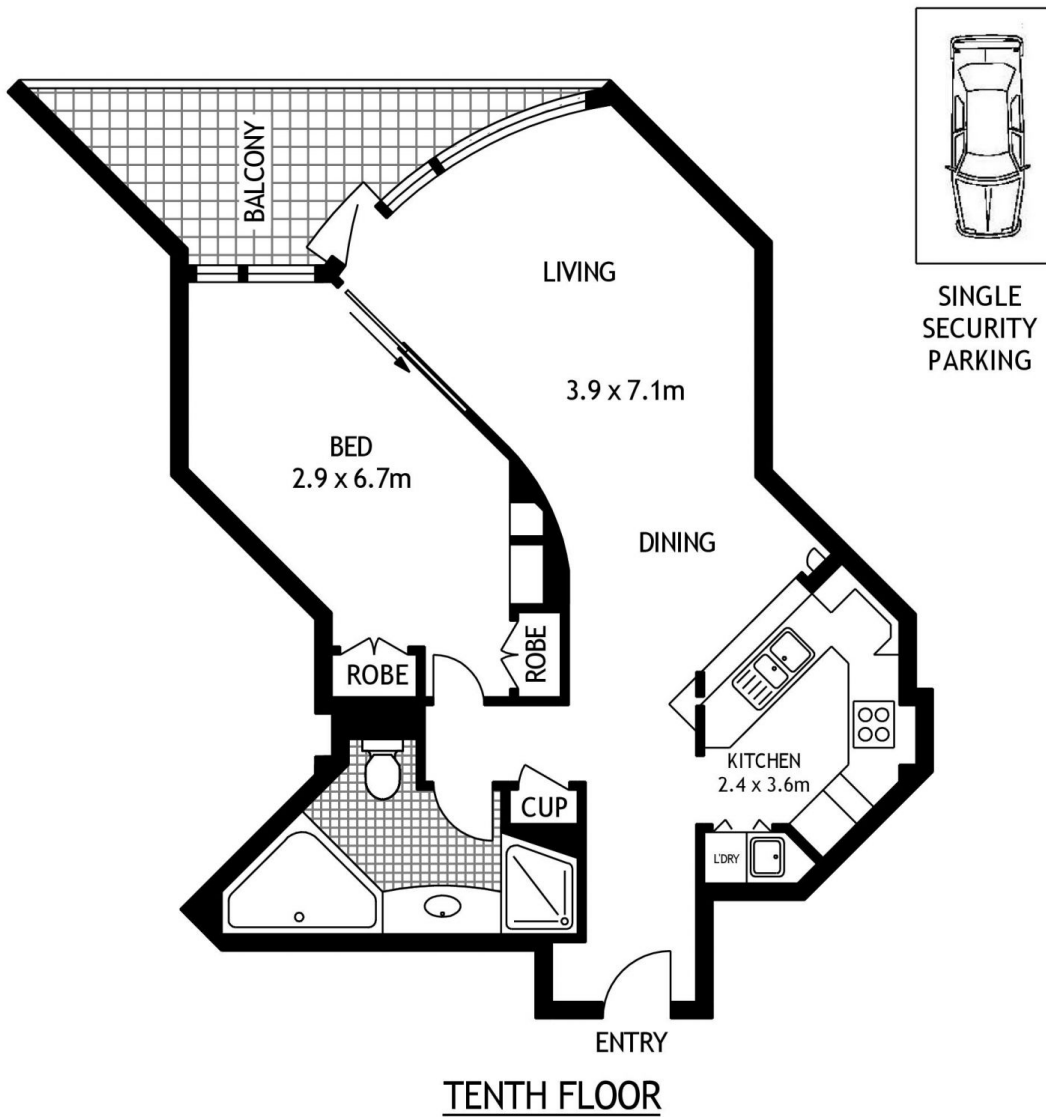 BALCONY
LIVING
3.9 x 7.1m
SINGLE
SECURITY
PARKING
BED
2.9 x 6.7m
DINING
ROBE
ROBE
KITCHEN
2.4 x 3.6m
CUP
L'DRY
ENTRY
TENTH FLOOR